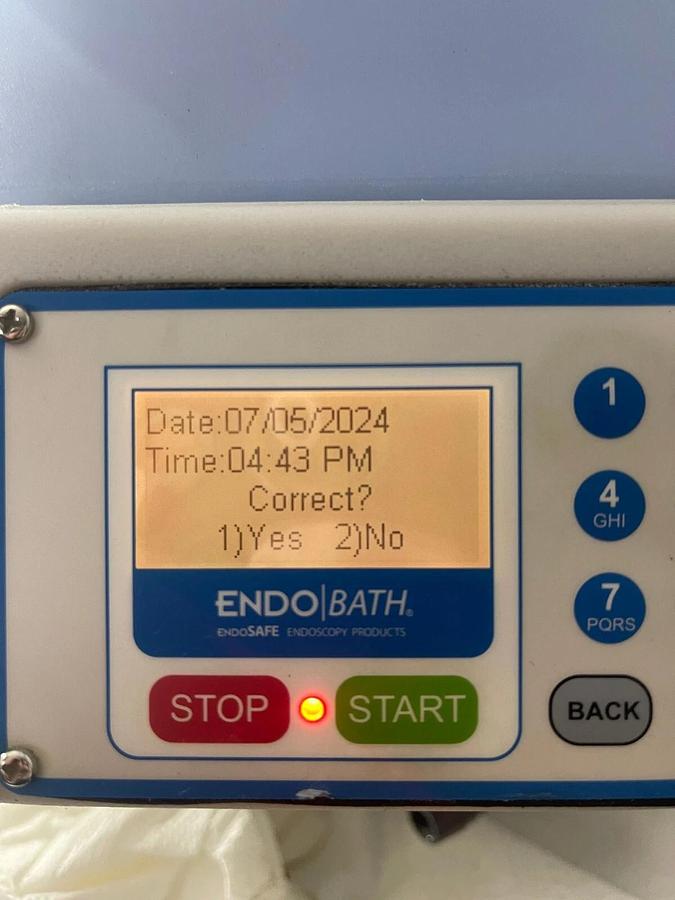 Date:07/05/2024
Time:04:43 PM
Correct?
1)Yes 2)No
ENDO|BATH®
ENDOSAFE ENDOSCOPY PRODUCTS
STOP START
1
4
GHI
7
PQRS
BACK